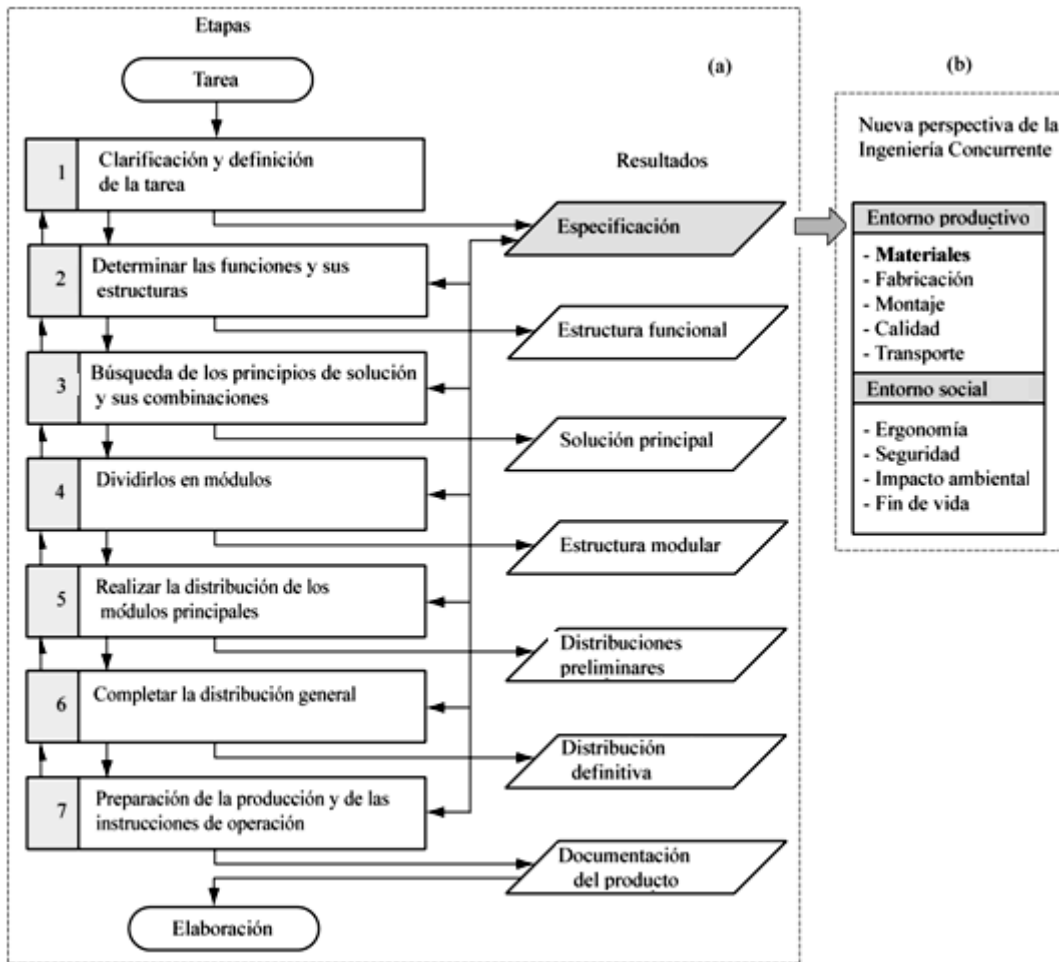 Etapas
(a)
Tarea
1
Clarificación y definición
de la tarea
Resultados
Especificación
2
Determinar las funciones y sus
estructuras
Estructura funcional
3
Búsqueda de los principios de solución
y sus combinaciones
Solución principal
4
Dividirlos en módulos
Estructura modular
5
Realizar la distribución de los
módulos principales
Distribuciones
preliminares
6
Completar la distribución general
Distribución
definitiva
7
Preparación de la producción y de las
instrucciones de operación
Documentación
del producto
Elaboración
(b)
Nueva perspectiva de la
Ingeniería Concurrente
Entorno productivo
- Materiales
- Fabricación
- Montaje
- Calidad
- Transporte
Entorno social
- Ergonomía
- Seguridad
- Impacto ambiental
- Fin de vida